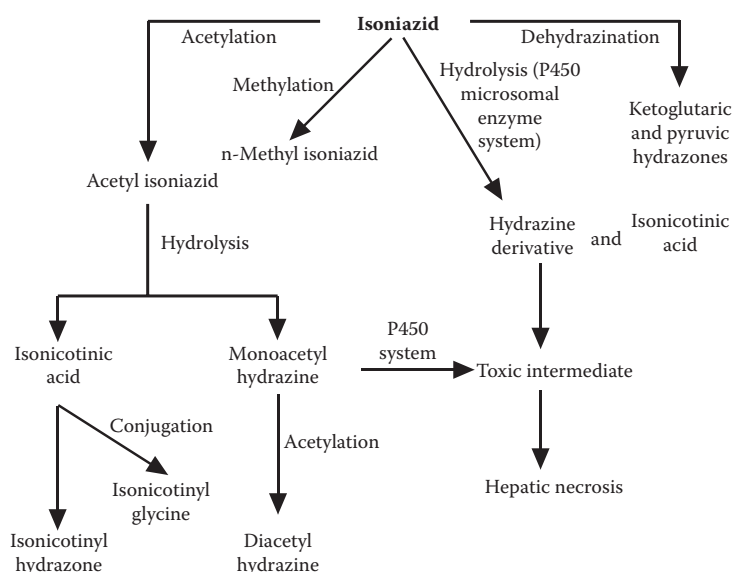 Isoniazid
Acetylation
Dehydrazination
Methylation
Hydrolysis (P450
microsomal
enzyme
system)
Ketoglutaric
and pyruvic
hydrazones
n-Methyl isoniazid
Acetyl isoniazid
Hydrazine
derivative
and
Isonicotinic
acid
Hydrolysis
Isonicotinic
acid
Monoacetyl
hydrazine
P450
system
Toxic intermediate
Conjugation
Acetylation
Isonicotinyl
glycine
Hepatic necrosis
Isonicotinyl
hydrazone
Diacetyl
hydrazine